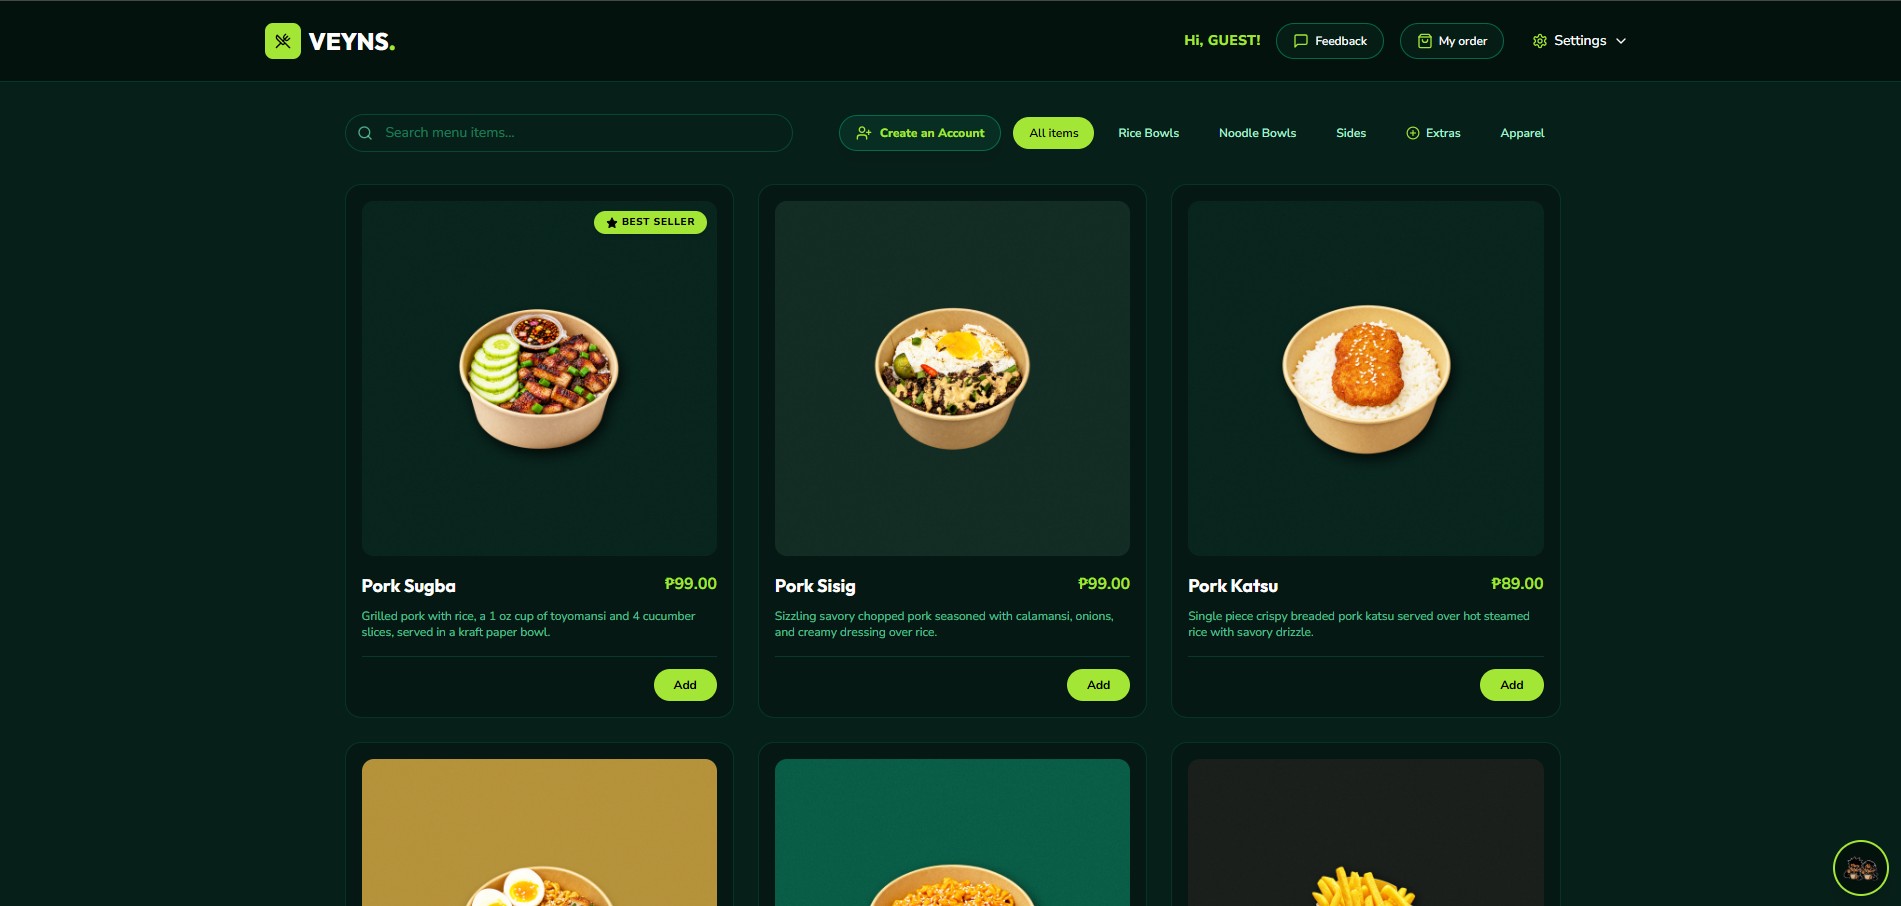 VEYNS.
Hi, GUEST!
Feedback
My order
Settings
Search menu items...
Create an Account
All items
Rice Bowls
Noodle Bowls
Sides
Extras
Apparel
BEST SELLER
Pork Sugba
₱99.00
Grilled pork with rice, a 1 oz cup of toyomansi and 4 cucumber
slices, served in a kraft paper bowl.
Add
Pork Sisig
₱99.00
Sizzling savory chopped pork seasoned with calamansi, onions,
and creamy dressing over rice.
Add
Pork Katsu
₱89.00
Single piece crispy breaded pork katsu served over hot steamed
rice with savory drizzle.
Add